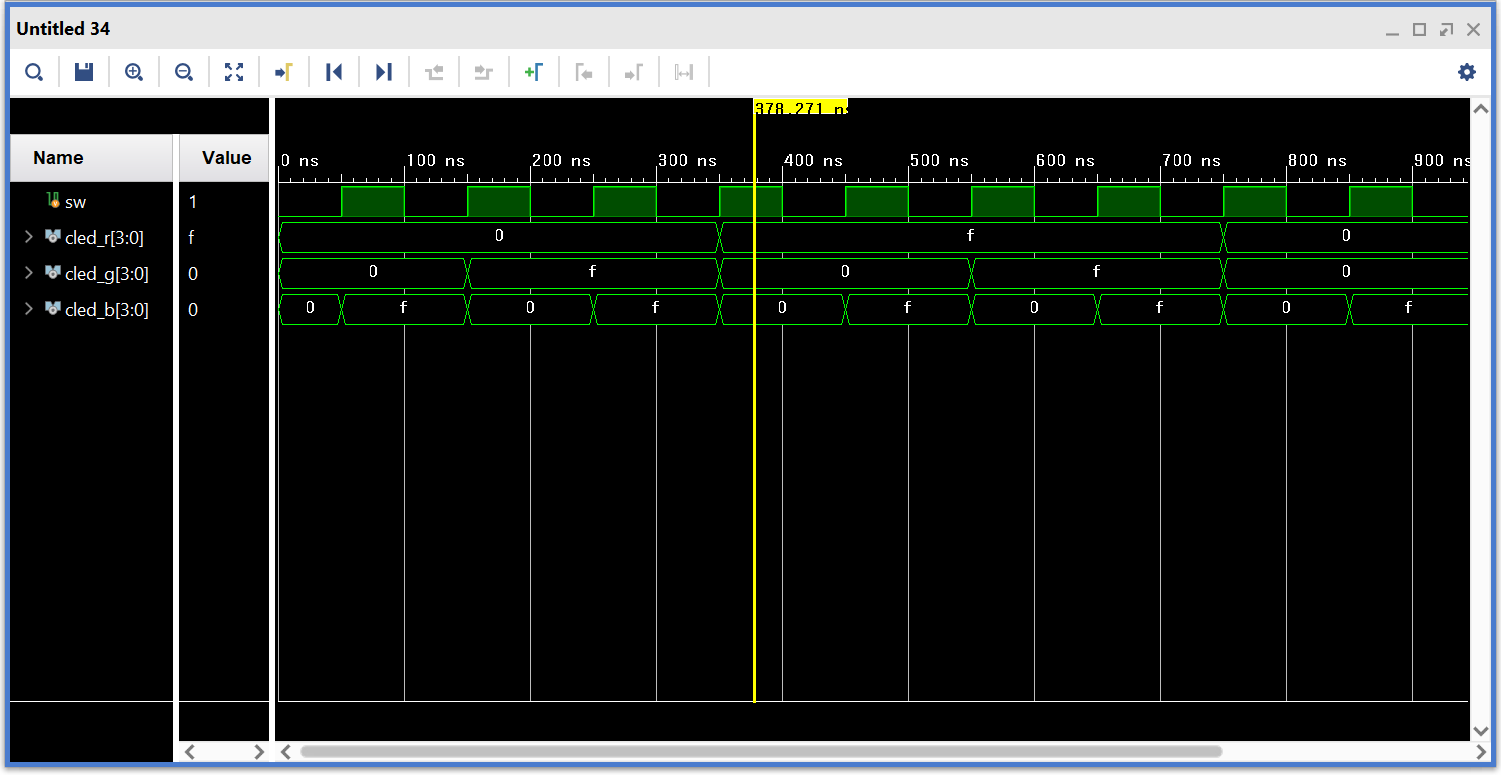 Untitled 34
378.271 ns
Name Value
0 ns 100 ns 200 ns 300 ns 400 ns 500 ns 600 ns 700 ns 800 ns 900 ns
sw 1
cled_r[3:0] f 0 f 0
cled_g[3:0] 0 0 f 0 f 0
cled_b[3:0] 0 0 f 0 f 0 f 0 f 0 f